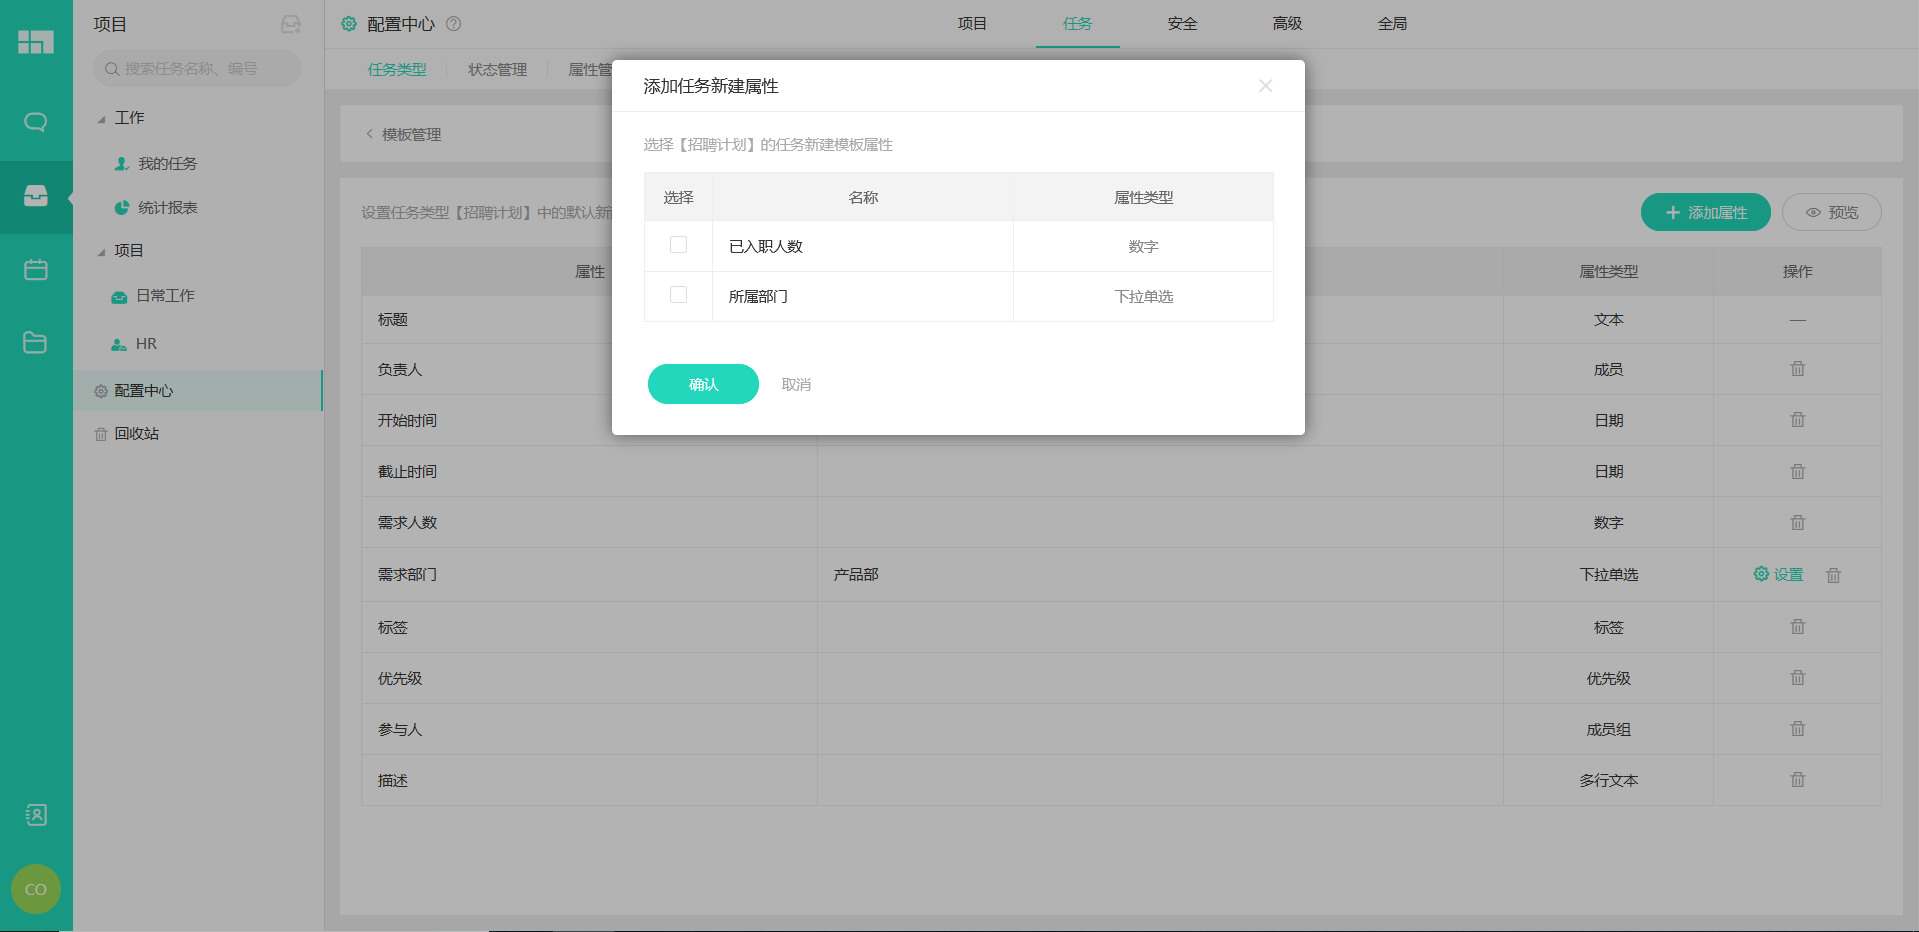 项目
搜索任务名称、编号
工作
我的任务
统计报表
项目
日常工作
HR
配置中心
回收站
CO
配置中心
项目 任务 安全 高级 全局
任务类型 状态管理 属性管
模板管理
设置任务类型【招聘计划】中的默认新
添加属性 预览
属性 属性类型 操作
标题 文本 —
负责人 成员
开始时间 日期
截止时间 日期
需求人数 数字
需求部门 产品部 下拉单选 设置
标签 标签
优先级 优先级
参与人 成员组
描述 多行文本
添加任务新建属性
选择【招聘计划】的任务新建模板属性
选择 名称 属性类型
已入职人数 数字
所属部门 下拉单选
确认 取消